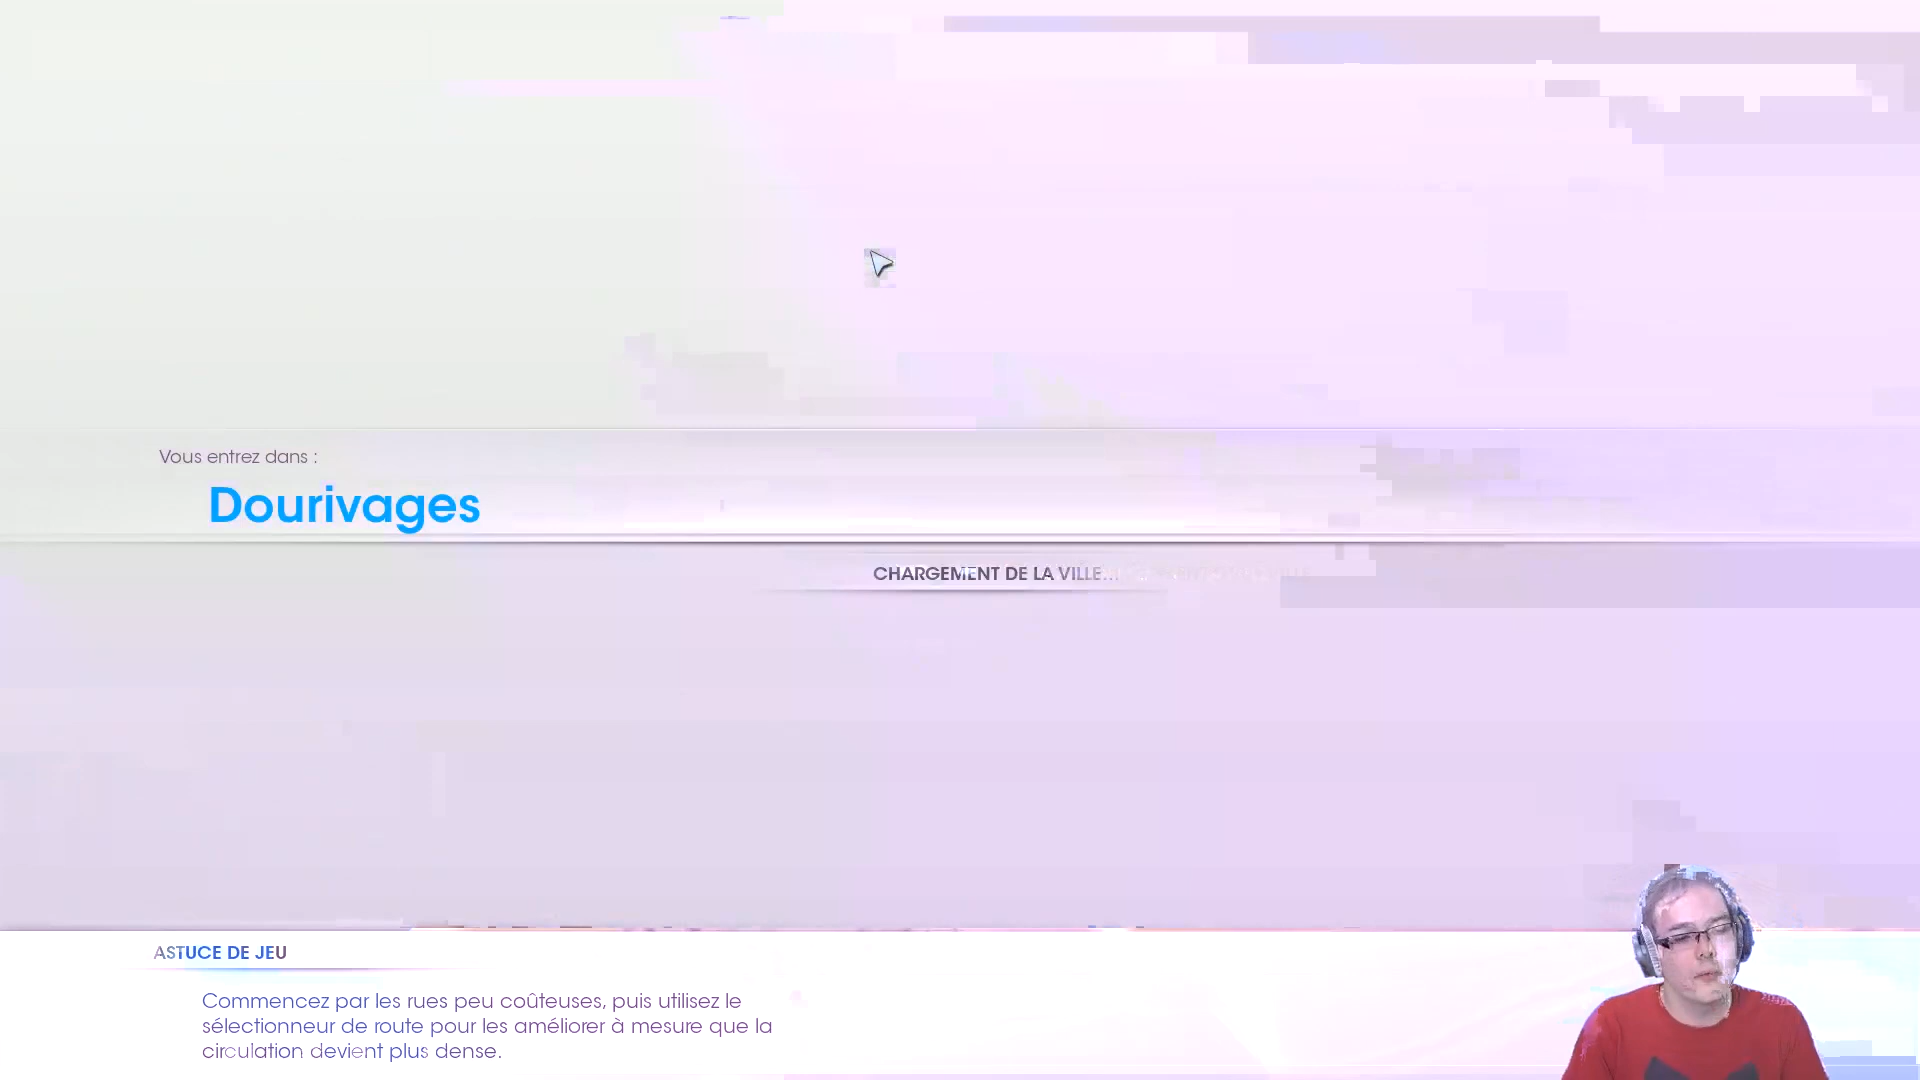 Vous entrez dans :
Dourivages
CHARGEMENT DE LA VILLE...
ASTUCE DE JEU
Commencez par les rues peu coûteuses, puis utilisez le
sélectionneur de route pour les améliorer à mesure que la
circulation devient plus dense.